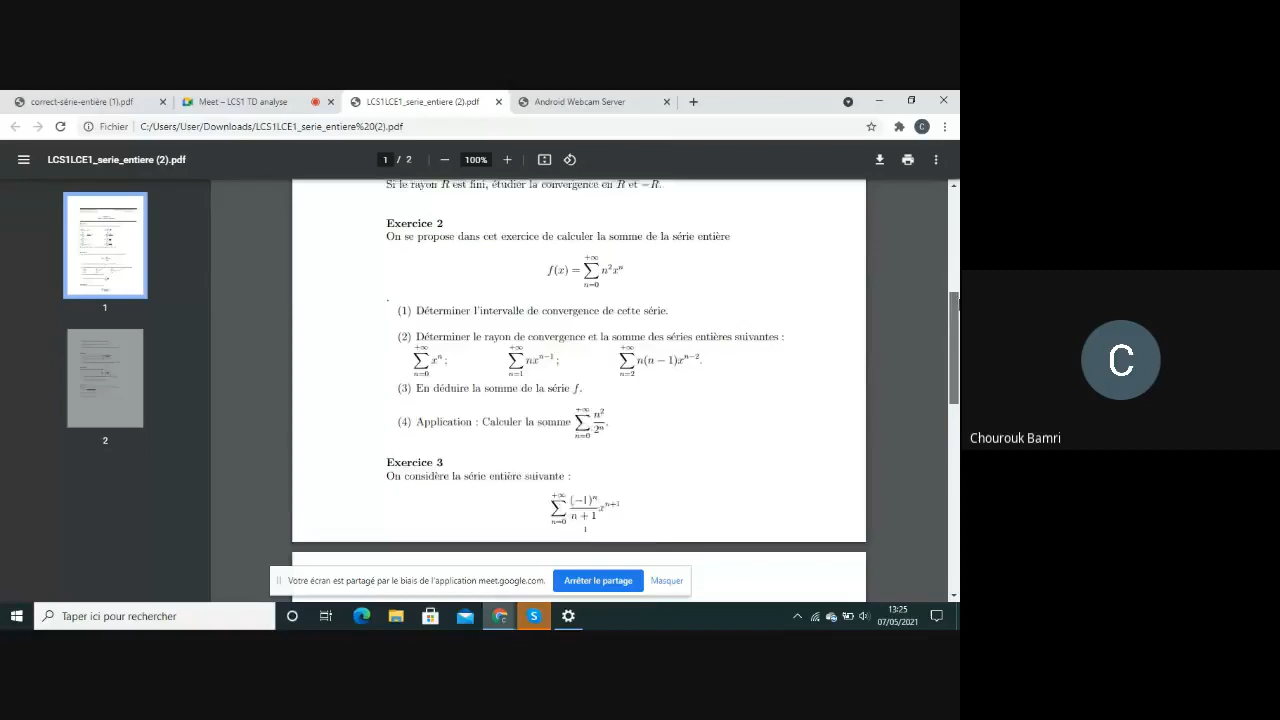 correct-série-entière (1).pdf
Meet – LCS1 TD analyse
LCS1LCE1_serie_entiere (2).pdf
Android Webcam Server
Fichier
C:/Users/User/Downloads/LCS1LCE1_serie_entiere%20(2).pdf
C
LCS1LCE1_serie_entiere (2).pdf
1 / 2
100%
Si le rayon R est fini, étudier la convergence en R et −R.
Exercice 2
On se propose dans cet exercice de calculer la somme de la série entière
f(x) = ∑_{n=0}^{+∞} n²xⁿ
.
(1) Déterminer l'intervalle de convergence de cette série.
(2) Déterminer le rayon de convergence et la somme des séries entières suivantes :
∑_{n=0}^{+∞} xⁿ ; ∑_{n=1}^{+∞} nxⁿ⁻¹ ; ∑_{n=2}^{+∞} n(n − 1)xⁿ⁻².
(3) En déduire la somme de la série f.
(4) Application : Calculer la somme ∑_{n=0}^{+∞} n²/2ⁿ.
Exercice 3
On considère la série entière suivante :
∑_{n=0}^{+∞} (−1)ⁿ/(n + 1) xⁿ⁺¹
1
1
2
Votre écran est partagé par le biais de l'application meet.google.com.
Arrêter le partage
Masquer
Taper ici pour rechercher
S
13:25
07/05/2021
C
Chourouk Bamri